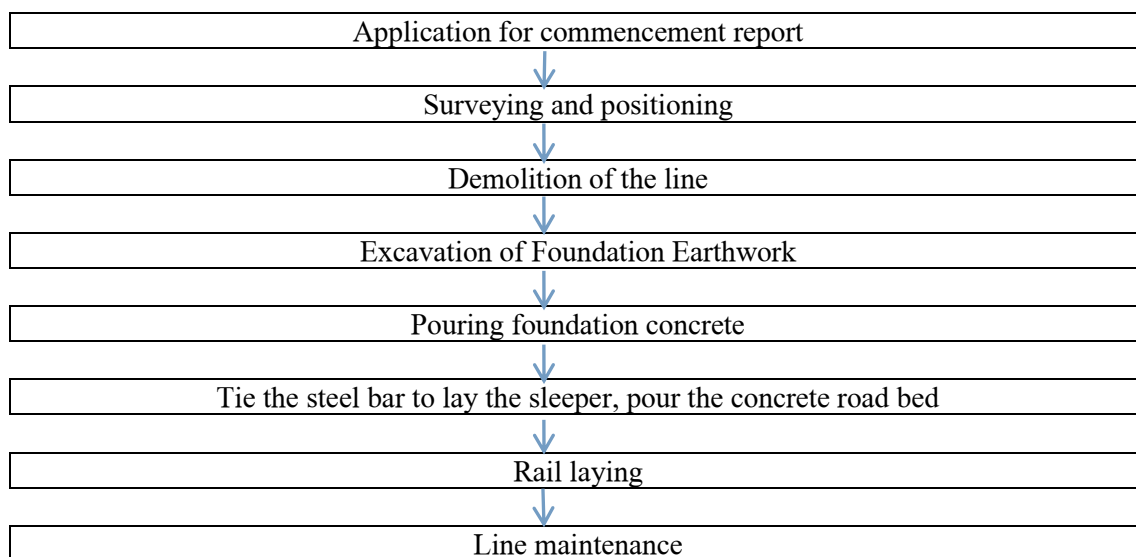 Application for commencement report
Surveying and positioning
Demolition of the line
Excavation of Foundation Earthwork
Pouring foundation concrete
Tie the steel bar to lay the sleeper, pour the concrete road bed
Rail laying
Line maintenance